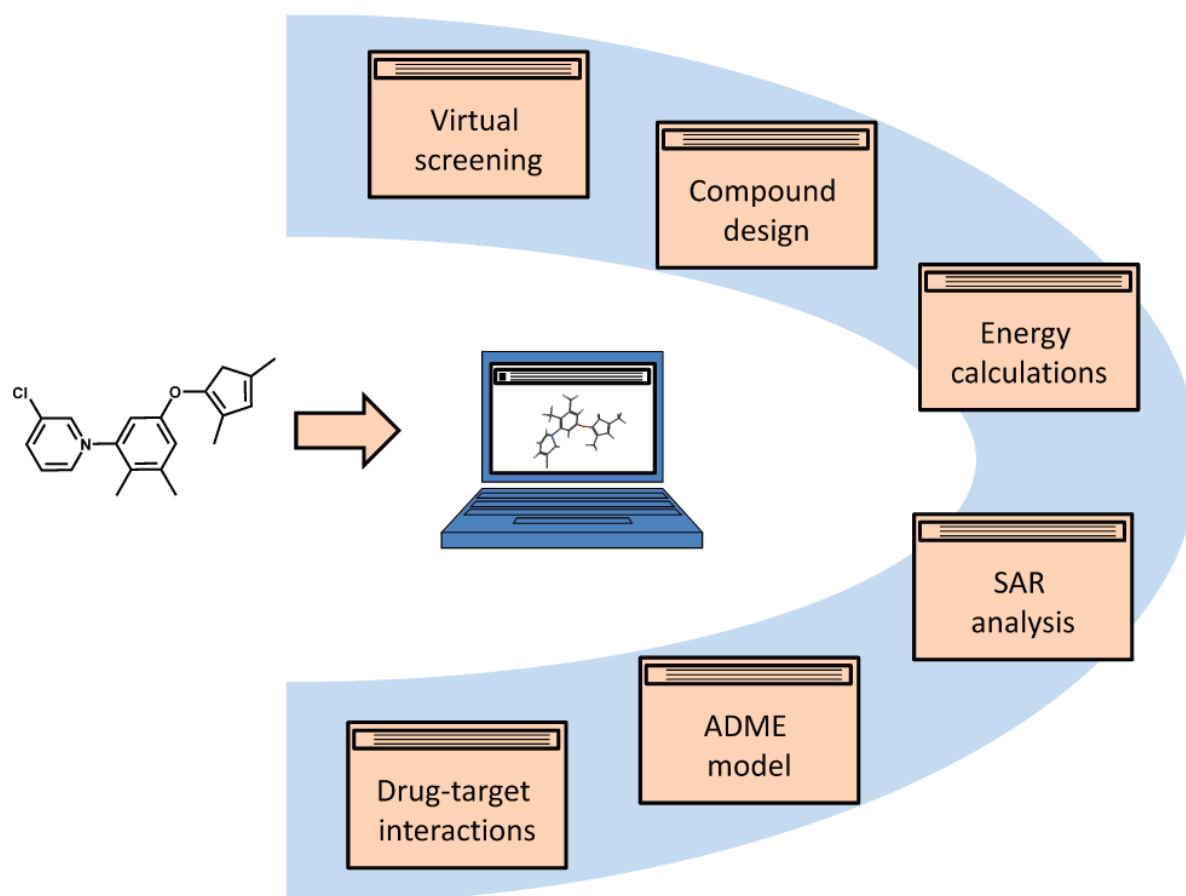 Virtual
screening
Compound
design
Energy
calculations
Cl
O
N
SAR
analysis
ADME
model
Drug-target
interactions